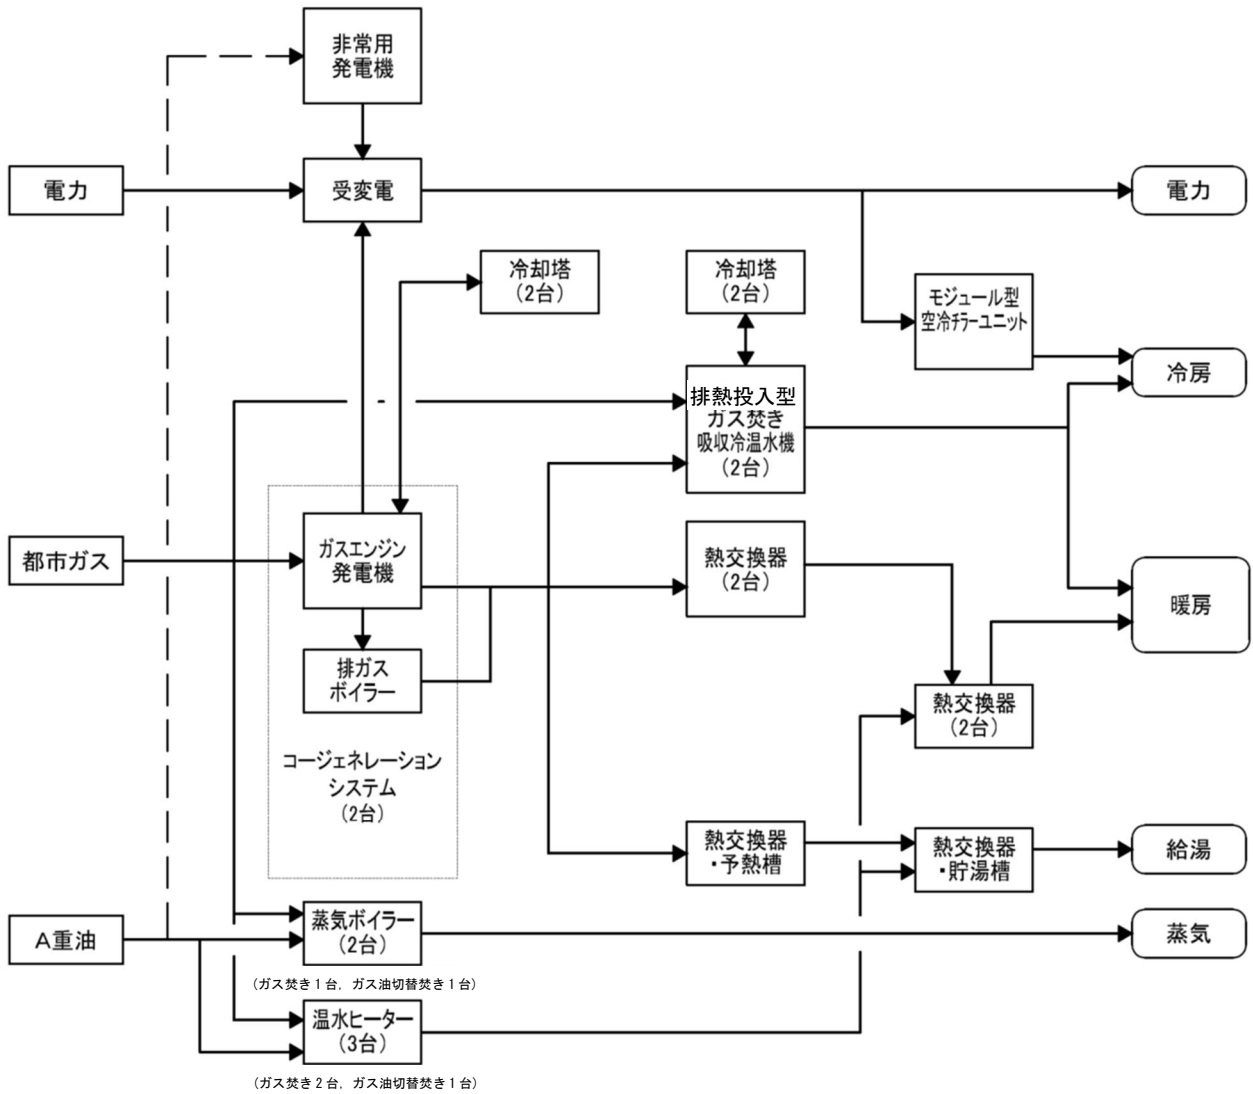 非常用
発電機
電力
受変電
電力
冷却塔
(2台)
冷却塔
(2台)
モジュール型
空冷チラーユニット
冷房
排熱投入型
ガス焚き
吸収冷温水機
(2台)
都市ガス
ガスエンジン
発電機
熱交換器
(2台)
暖房
排ガス
ボイラー
熱交換器
(2台)
コージェネレーション
システム
(2台)
熱交換器
・予熱槽
熱交換器
・貯湯槽
給湯
A重油
蒸気ボイラー
(2台)
蒸気
(ガス焚き1台, ガス油切替焚き1台)
温水ヒーター
(3台)
(ガス焚き2台, ガス油切替焚き1台)